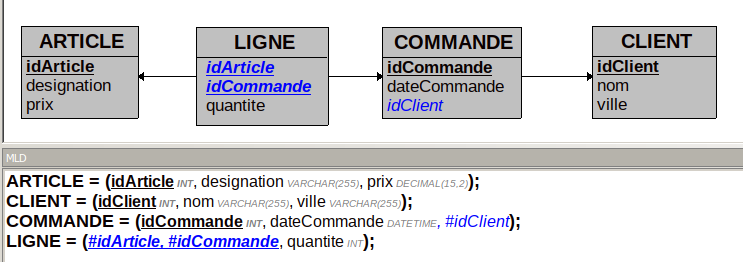 ARTICLE
idArticle
designation
prix
LIGNE
idArticle
idCommande
quantite
COMMANDE
idCommande
dateCommande
idClient
CLIENT
idClient
nom
ville
MLD
ARTICLE = (idArticle INT, designation VARCHAR(255), prix DECIMAL(15,2));
CLIENT = (idClient INT, nom VARCHAR(255), ville VARCHAR(255));
COMMANDE = (idCommande INT, dateCommande DATETIME, #idClient);
LIGNE = (#idArticle, #idCommande, quantite INT);